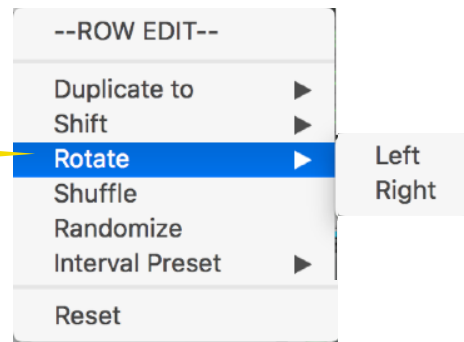 --ROW EDIT--
Duplicate to
Shift
Rotate
Left
Shuffle
Right
Randomize
Interval Preset
Reset